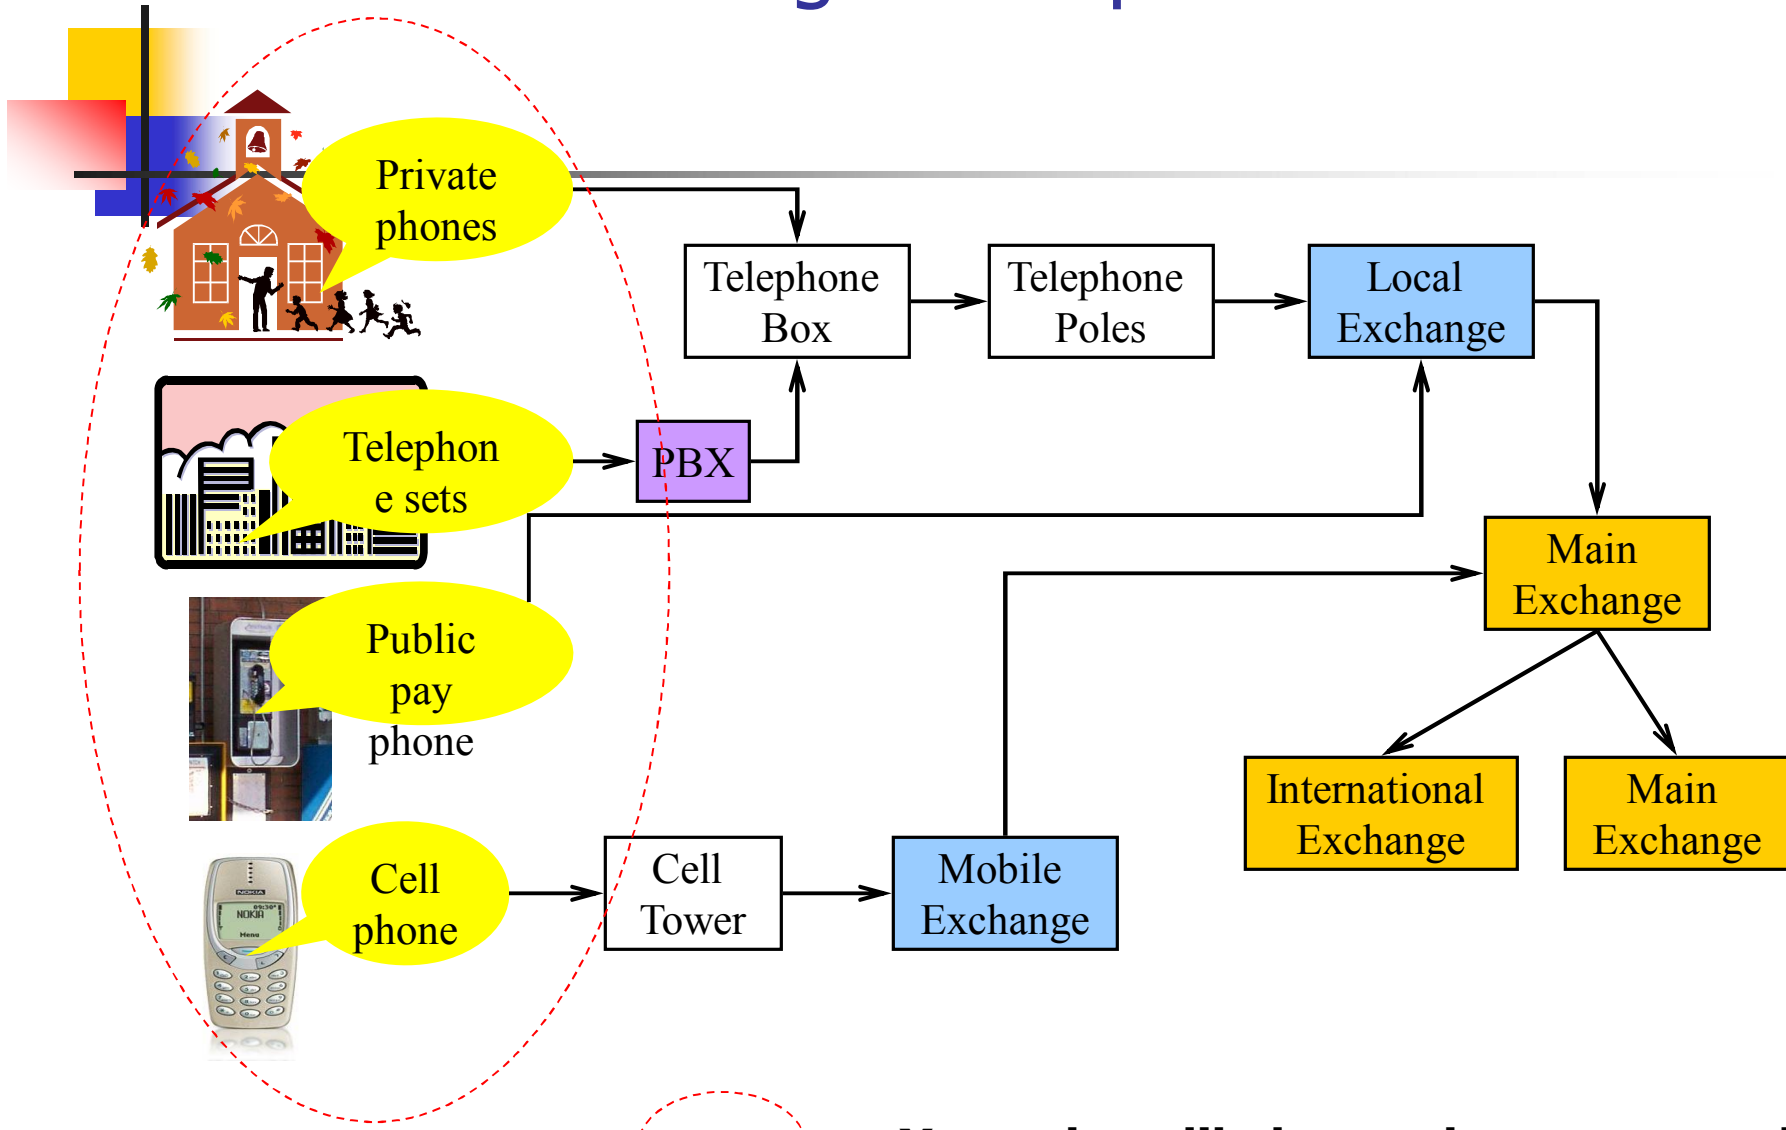 Private
phones
Telephone
Box
Telephone
Poles
Local
Exchange
Telephon
e sets
PBX
Main
Exchange
Public
pay
phone
International
Exchange
Main
Exchange
Cell
phone
Cell
Tower
Mobile
Exchange
NOKIA
NOKIA
Menu